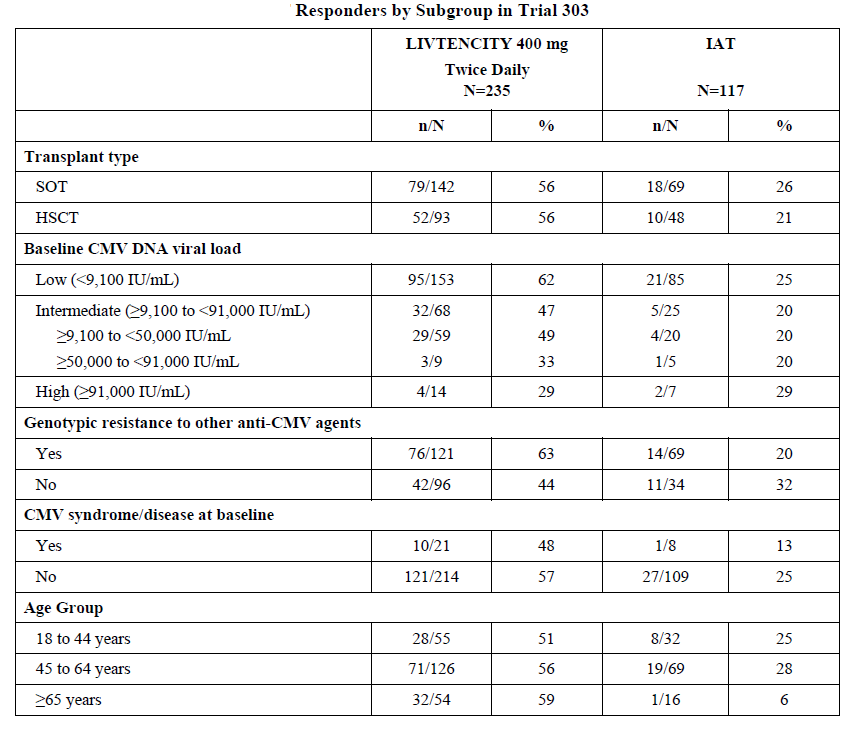 Responders by Subgroup in Trial 303
LIVTENCITY 400 mg IAT
Twice Daily
N=235 N=117
n/N % n/N %
Transplant type
SOT 79/142 56 18/69 26
HSCT 52/93 56 10/48 21
Baseline CMV DNA viral load
Low (<9,100 IU/mL) 95/153 62 21/85 25
Intermediate (≥9,100 to <91,000 IU/mL) 32/68 47 5/25 20
≥9,100 to <50,000 IU/mL 29/59 49 4/20 20
≥50,000 to <91,000 IU/mL 3/9 33 1/5 20
High (≥91,000 IU/mL) 4/14 29 2/7 29
Genotypic resistance to other anti-CMV agents
Yes 76/121 63 14/69 20
No 42/96 44 11/34 32
CMV syndrome/disease at baseline
Yes 10/21 48 1/8 13
No 121/214 57 27/109 25
Age Group
18 to 44 years 28/55 51 8/32 25
45 to 64 years 71/126 56 19/69 28
≥65 years 32/54 59 1/16 6